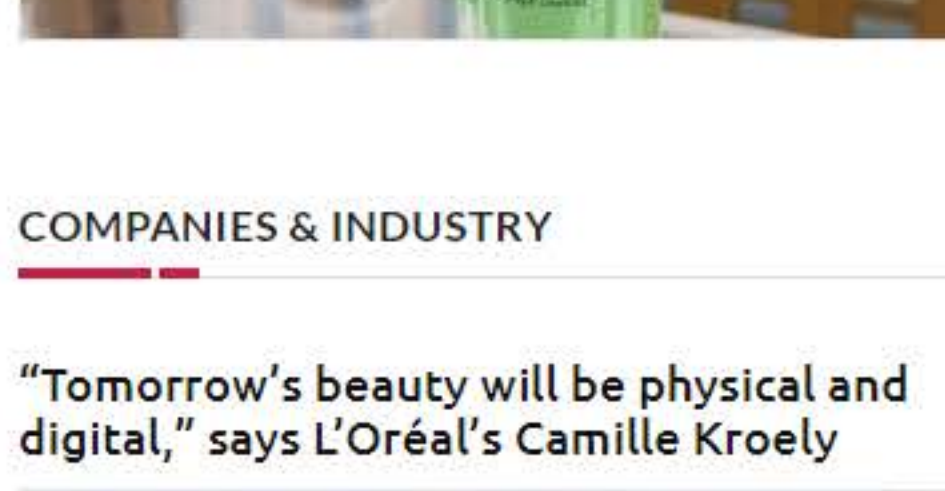 COMPANIES & INDUSTRY
“Tomorrow’s beauty will be physical and
digital,” says L’Oréal’s Camille Kroely